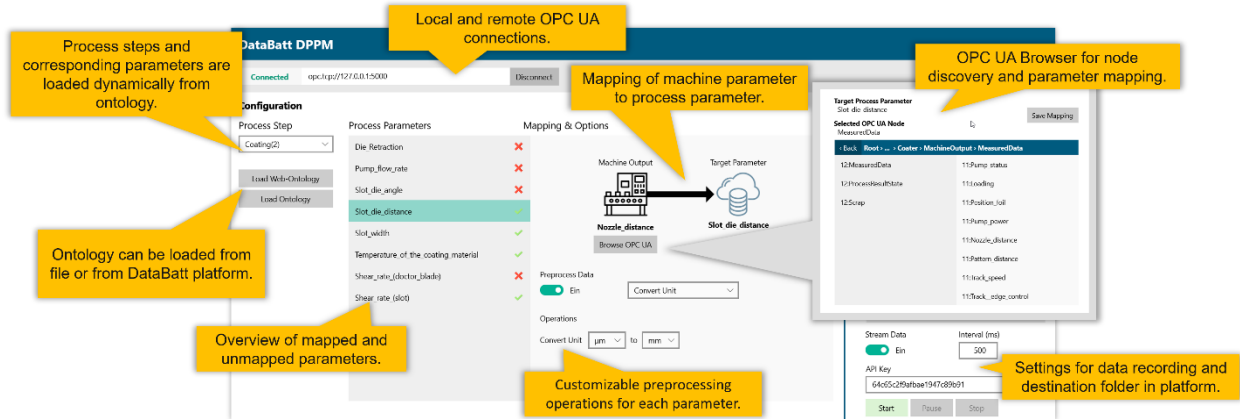 Process steps and
corresponding parameters are
loaded dynamically from
ontology.
Local and remote OPC UA
connections.
OPC UA Browser for node
discovery and parameter mapping.
Mapping of machine parameter
to process parameter.
DataBatt DPPM
Connected opc.tcp://127.0.0.1:5000 Disconnect
Configuration
Process Step
Coating(2)
Load Web-Ontology
Load Ontology
Ontology can be loaded from
file or from DataBatt platform.
Process Parameters
Die Retraction
Pump_flow_rate
Slot_die_angle
Slot_die_distance
Slot_width
Temperature_of_the_coating_material
Shear_rate_(doctor_blade)
Shear rate (slot)
Overview of mapped and
unmapped parameters.
Mapping & Options
Machine Output Target Parameter
Nozzle_distance Slot die distance
Browse OPC UA
Preprocess Data
Ein Convert Unit
Operations
Convert Unit µm to mm
Customizable preprocessing
operations for each parameter.
Target Process Parameter
Slot_die_distance
Selected OPC UA Node
MeasuredData
Save Mapping
‹ Back Root › ... › Coater › MachineOutput › MeasuredData
12:MeasuredData 11:Pump_status
12:ProcessResultState 11:Loading
12:Scrap 11:Position_foil
11:Pump_power
11:Nozzle_distance
11:Pattern_distance
11:track_speed
11:Track__edge_control
Stream Data Interval (ms)
Ein 500
API Key
64c65c2f9afbae1947c89b91
Start Pause Stop
Settings for data recording and
destination folder in platform.